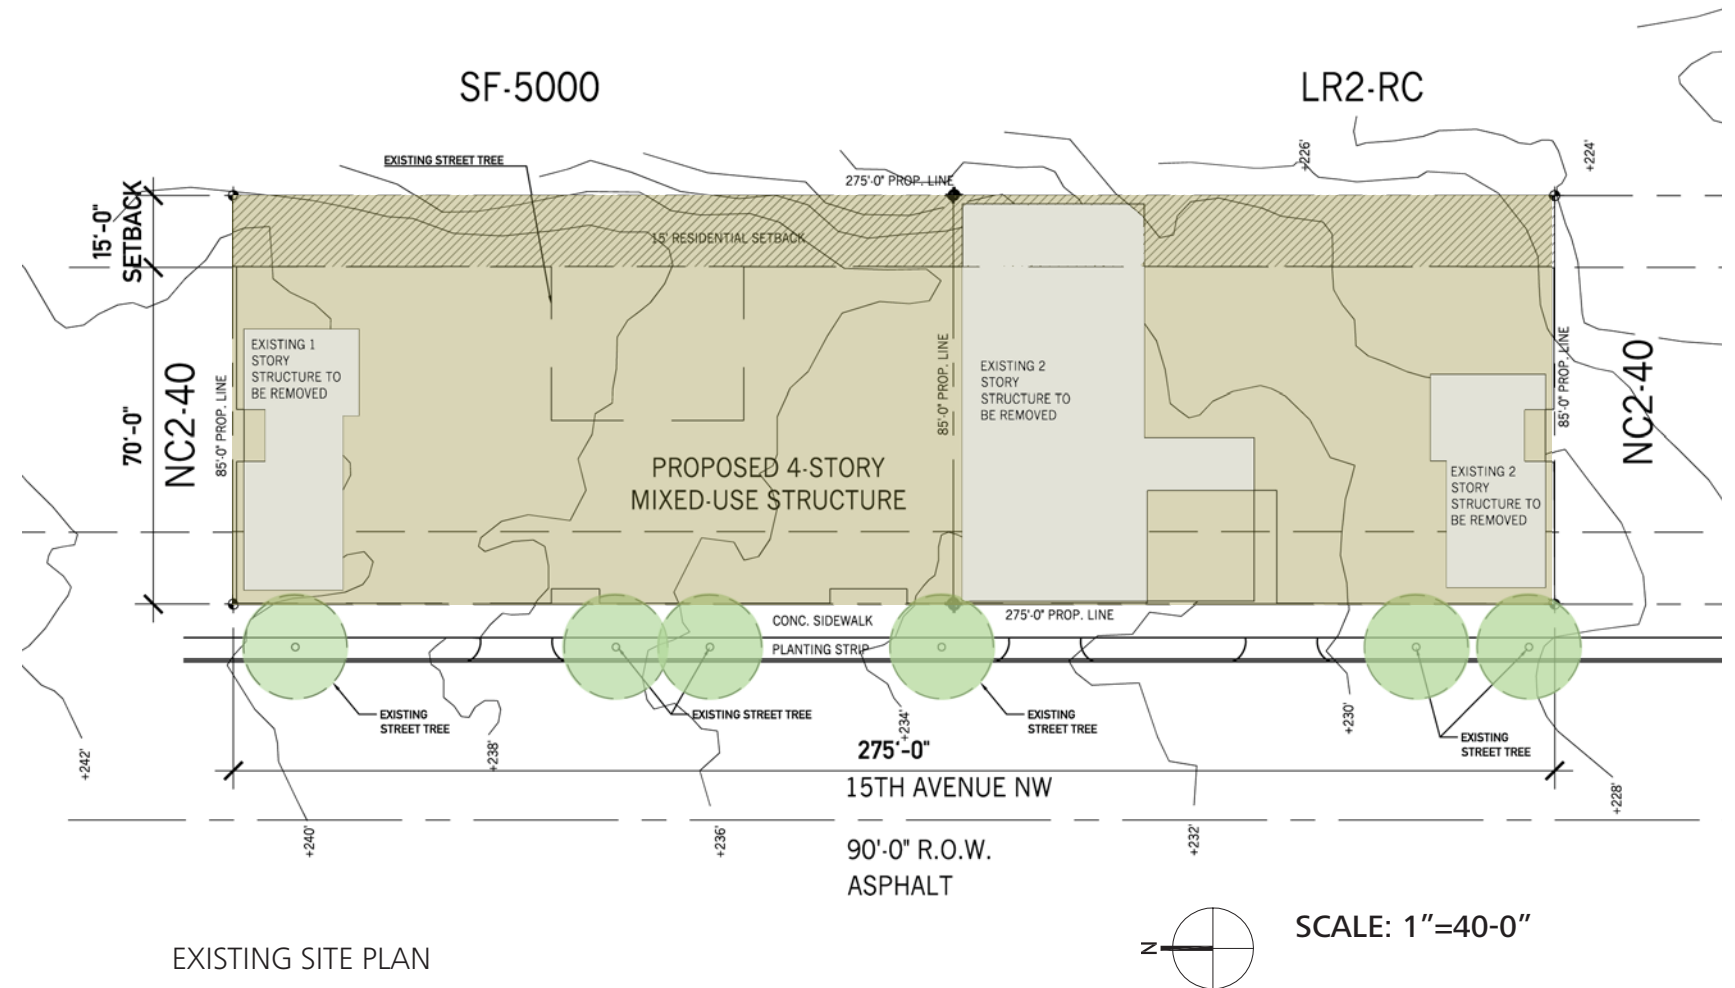 SF-5000
LR2-RC
EXISTING STREET TREE
275'-0" PROP. LINE
+226'
+224'
15'-0"
SETBACK
15' RESIDENTIAL SETBACK
EXISTING 1
STORY
STRUCTURE TO
BE REMOVED
NC2-40
70'-0"
85'-0" PROP. LINE
85'-0" PROP. LINE
EXISTING 2
STORY
STRUCTURE TO
BE REMOVED
85'-0" PROP. LINE
NC2-40
PROPOSED 4-STORY
MIXED-USE STRUCTURE
EXISTING 2
STORY
STRUCTURE TO
BE REMOVED
CONC. SIDEWALK
275'-0" PROP. LINE
PLANTING STRIP
EXISTING
STREET TREE
EXISTING STREET TREE
EXISTING
STREET TREE
EXISTING
STREET TREE
+242'
+238'
+234'
+230'
+228'
275'-0"
15TH AVENUE NW
+240'
+236'
+232'
90'-0" R.O.W.
ASPHALT
N
SCALE: 1”=40-0”
EXISTING SITE PLAN